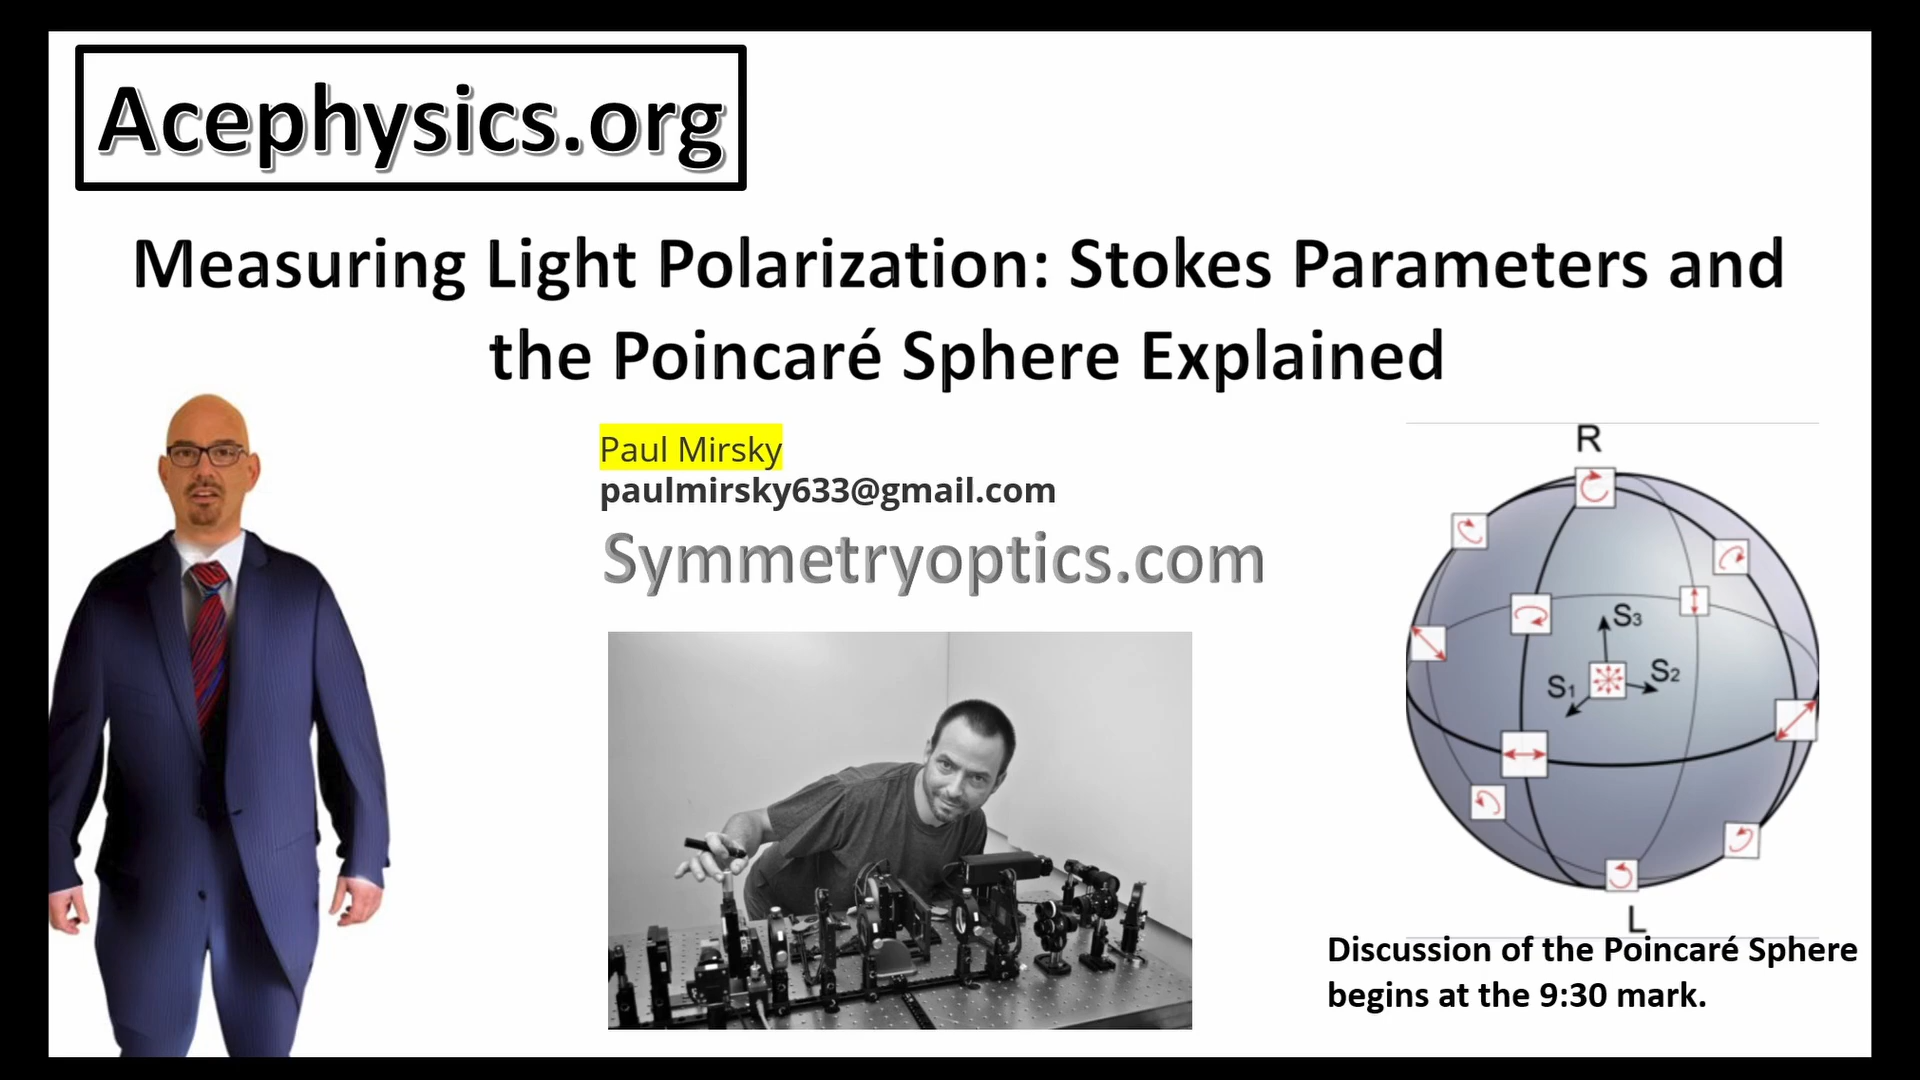 Acephysics.org
Measuring Light Polarization: Stokes Parameters and
the Poincaré Sphere Explained
Paul Mirsky
paulmirsky633@gmail.com
Symmetryoptics.com
R
S₃
S₁
S₂
L
Discussion of the Poincaré Sphere
begins at the 9:30 mark.